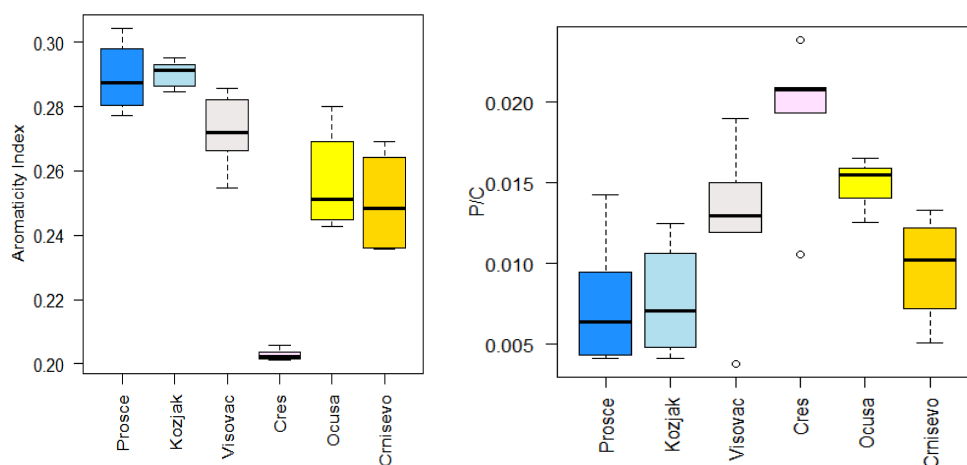 Aromaticity Index
0.30
0.28
0.26
0.24
0.22
0.20
Prosce
Kozjak
Visovac
Cres
Ocusa
Crnisevo
P/C
0.020
0.015
0.010
0.005
Prosce
Kozjak
Visovac
Cres
Ocusa
Crnisevo